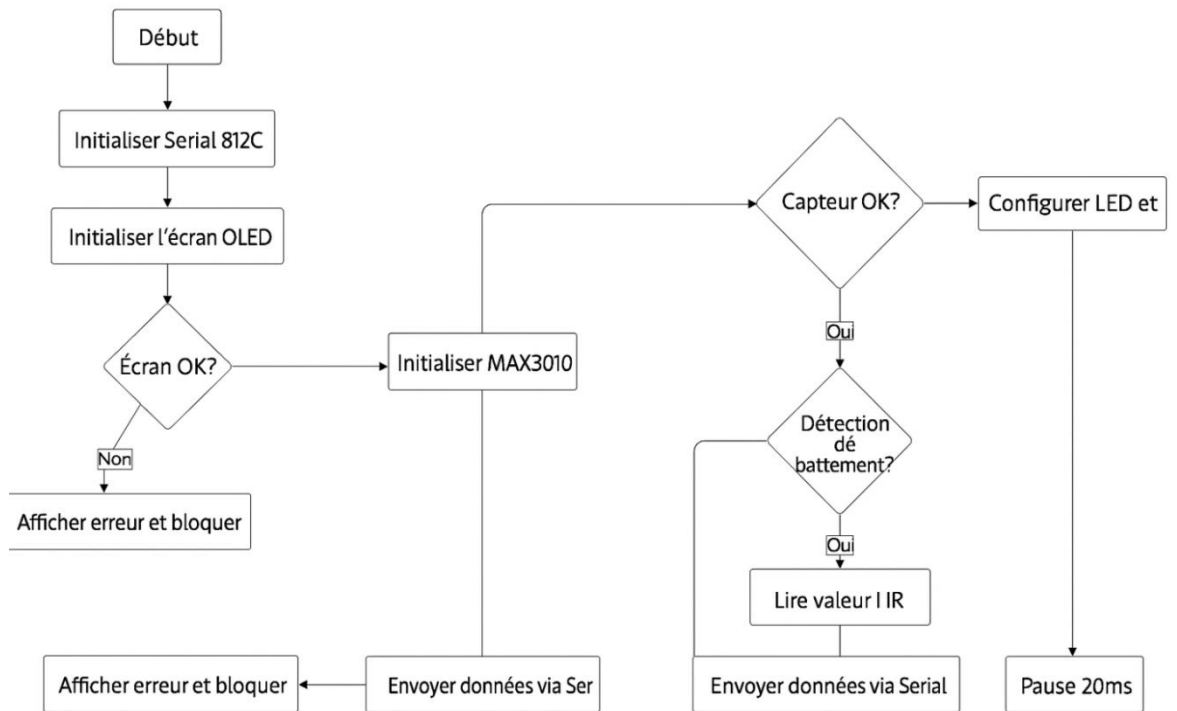 Début
Initialiser Serial 812C
Initialiser l'écran OLED
Écran OK?
Non
Afficher erreur et bloquer
Initialiser MAX3010
Capteur OK?
Configurer LED et
Oui
Détection
dé
battement?
Oui
Lire valeur I IR
Afficher erreur et bloquer
Envoyer données via Ser
Envoyer données via Serial
Pause 20ms